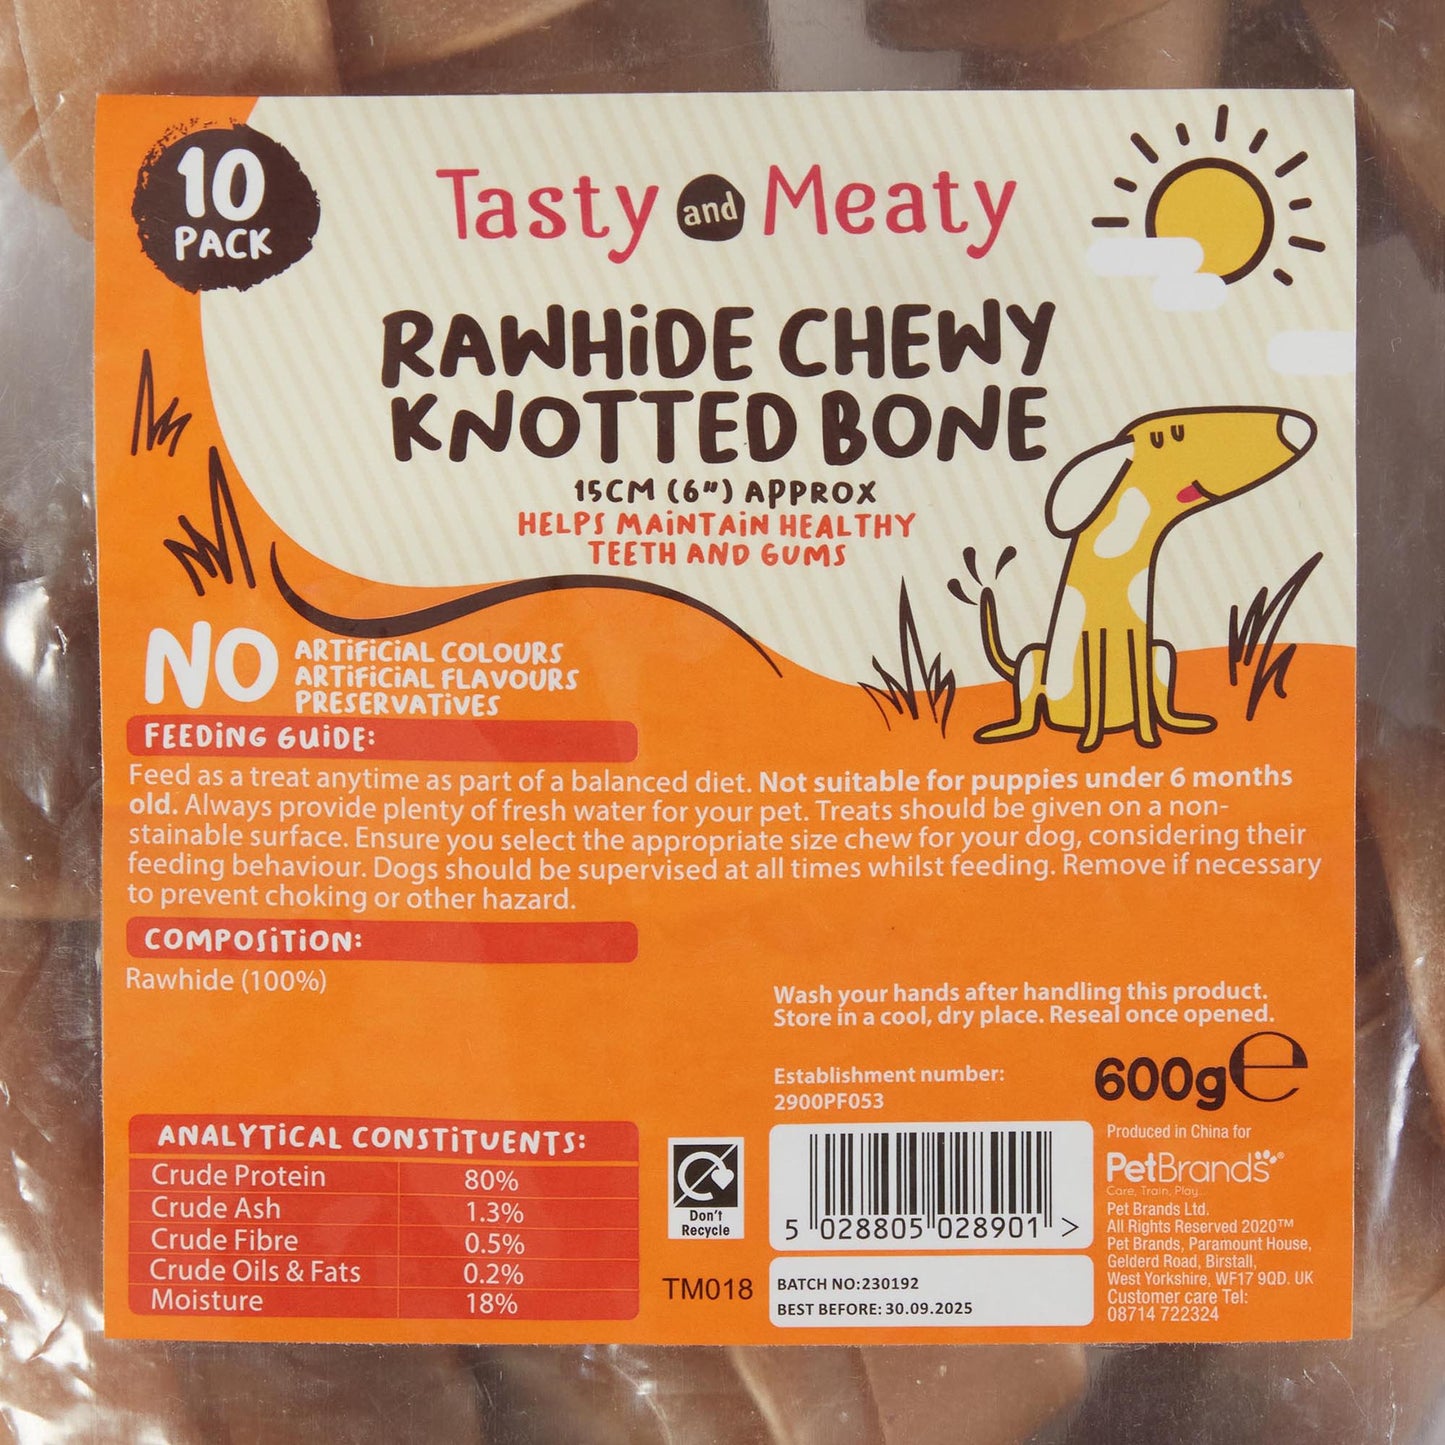 10
PACK
Tasty and Meaty
RAWHiDE CHEWY
KNOTTED BONE
15CM (6") APPROX
HELPS MAiNTAiN HEALTHY
TEETH AND GUMS
NO
ARTiFiCiAL COLOURS
ARTiFiCiAL FLAVOURS
PRESERVATiVES
FEEDiNG GUiDE:
Feed as a treat anytime as part of a balanced diet. Not suitable for puppies under 6 months
old. Always provide plenty of fresh water for your pet. Treats should be given on a non-
stainable surface. Ensure you select the appropriate size chew for your dog, considering their
feeding behaviour. Dogs should be supervised at all times whilst feeding. Remove if necessary
to prevent choking or other hazard.
COMPOSiTiON:
Rawhide (100%)
Wash your hands after handling this product.
Store in a cool, dry place. Reseal once opened.
Establishment number:
2900PF053
600g e
ANALYTiCAL CONSTiTUENTS:
Crude Protein 80%
Crude Ash 1.3%
Crude Fibre 0.5%
Crude Oils & Fats 0.2%
Moisture 18%
Don't
Recycle
TM018
5 028805 028901 >
BATCH NO:230192
BEST BEFORE: 30.09.2025
Produced in China for
PetBrands®
Care, Train, Play...
Pet Brands Ltd.
All Rights Reserved 2020™
Pet Brands, Paramount House,
Gelderd Road, Birstall,
West Yorkshire, WF17 9QD. UK
Customer care Tel:
08714 722324